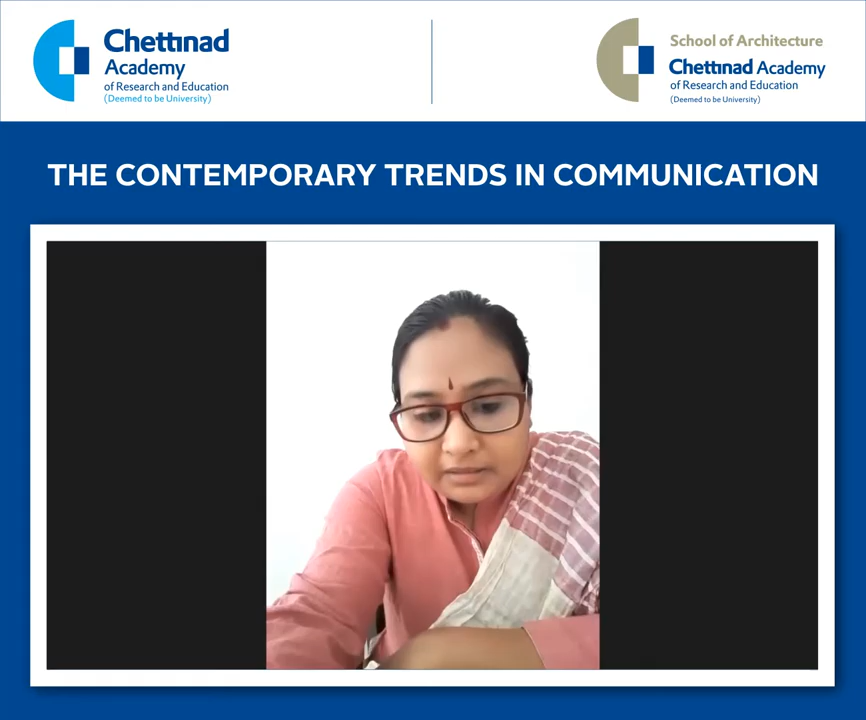 Chettinad
Academy
of Research and Education
(Deemed to be University)
School of Architecture
Chettinad Academy
of Research and Education
(Deemed to be University)
THE CONTEMPORARY TRENDS IN COMMUNICATION